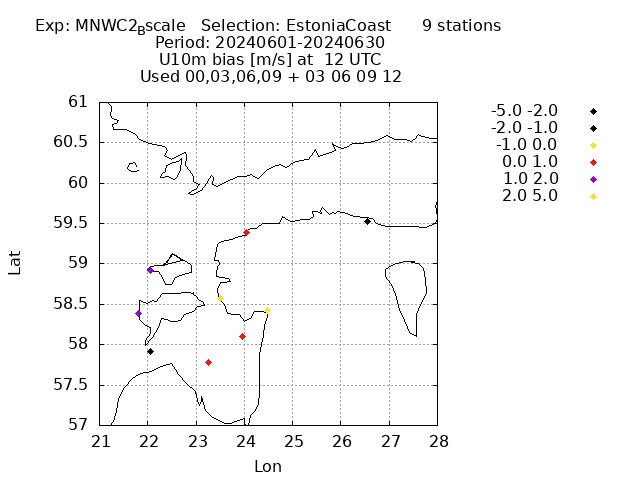 Exp: MNWC2Bscale   Selection: EstoniaCoast      9 stations
Period: 20240601-20240630
U10m bias [m/s] at  12 UTC
Used 00,03,06,09 + 03 06 09 12
-5.0 -2.0
-2.0 -1.0
-1.0 0.0
0.0 1.0
1.0 2.0
2.0 5.0
61
60.5
60
59.5
59
58.5
58
57.5
57
Lat
21 22 23 24 25 26 27 28
Lon